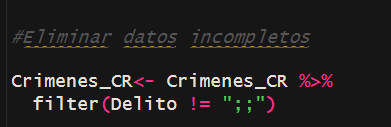 #Eliminar datos incompletos
Crimenes_CR<- Crimenes_CR %>%
  filter(Delito != ";;")